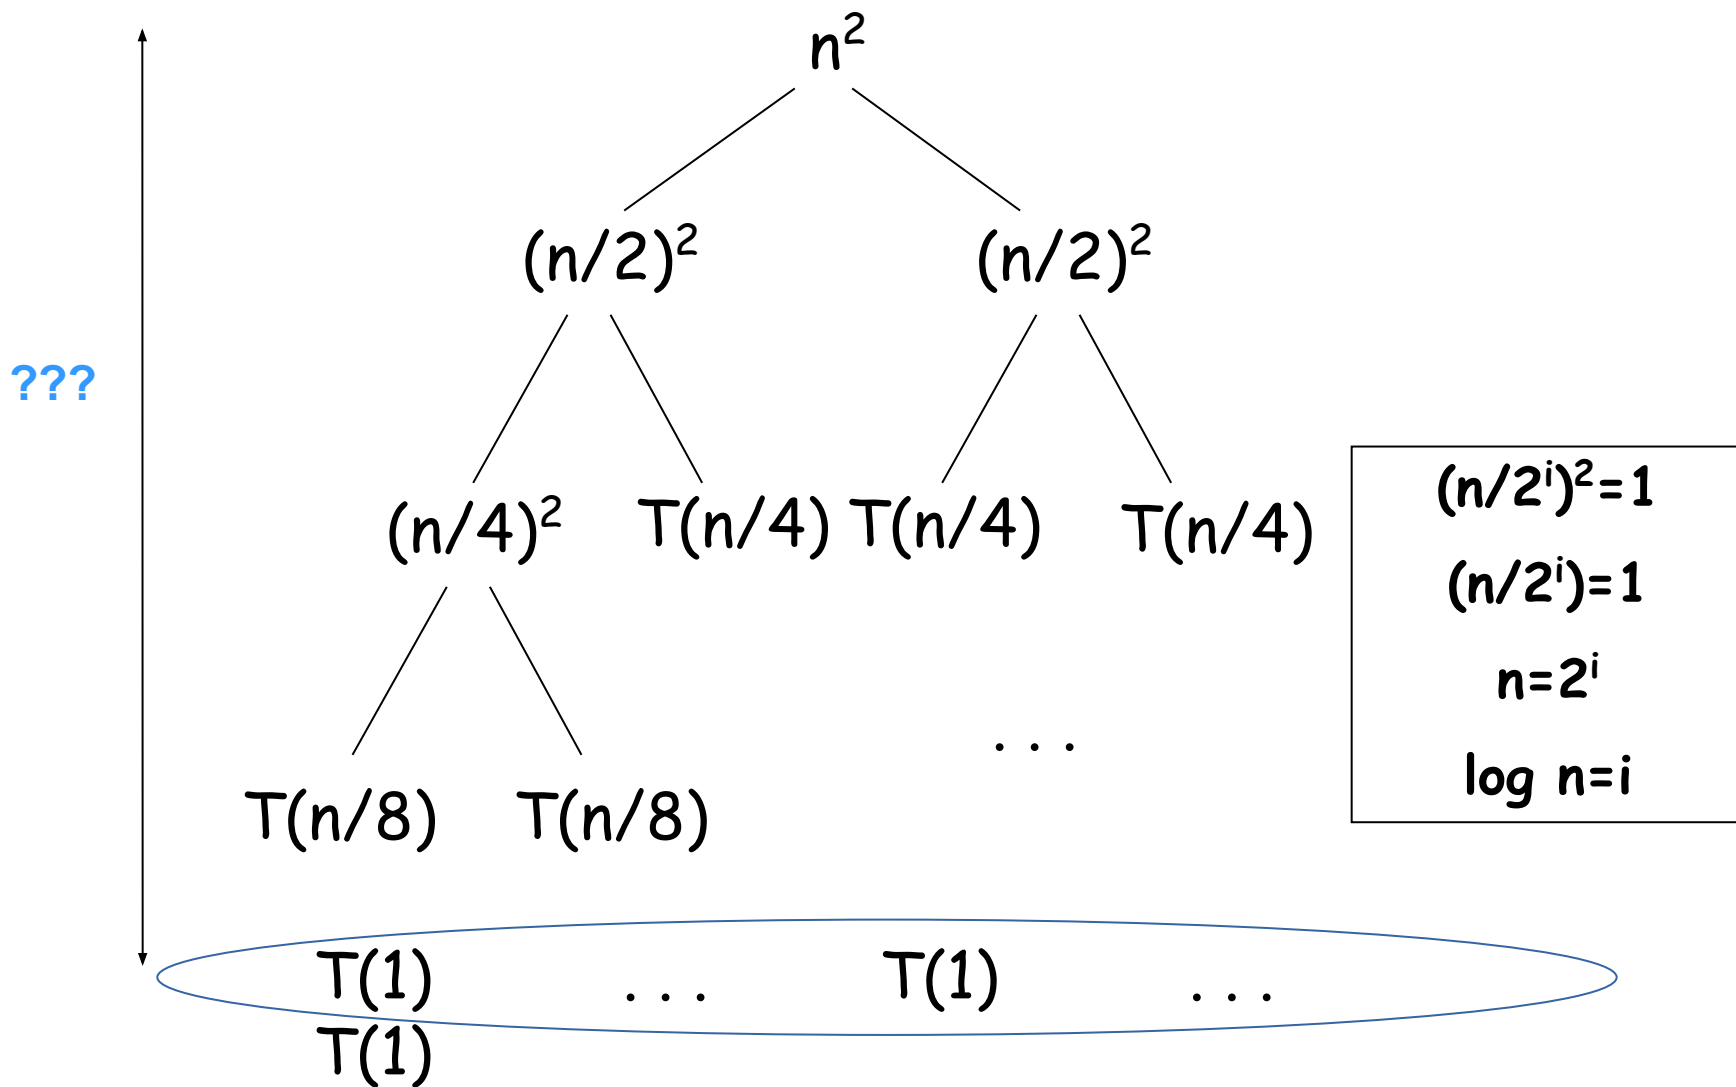 n²
(n/2)² (n/2)²
???
(n/4)² T(n/4) T(n/4) T(n/4)
T(n/8) T(n/8) . . .
(n/2ⁱ)²=1
(n/2ⁱ)=1
n=2ⁱ
log n=i
T(1) . . . T(1) . . .
T(1)